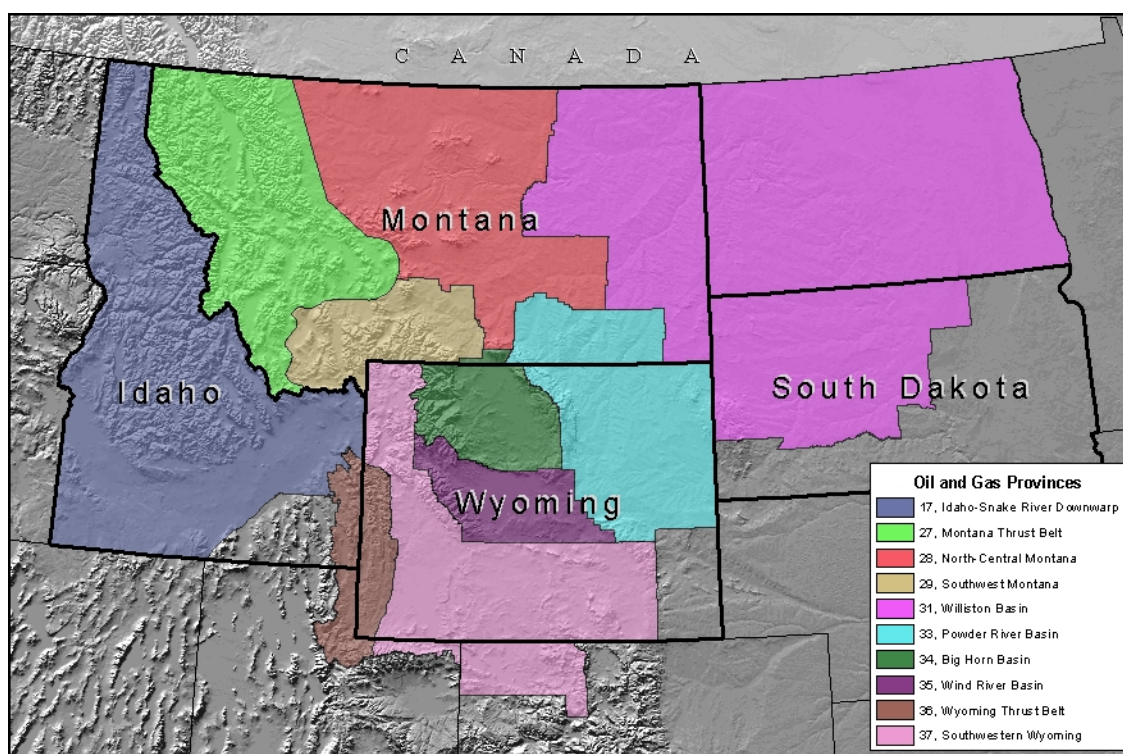 C A N A D A
Montana
Idaho
South Dakota
Wyoming
Oil and Gas Provinces
17, Idaho-Snake River Downwarp
27, Montana Thrust Belt
28, North-Central Montana
29, Southwest Montana
31, Williston Basin
33, Powder River Basin
34, Big Horn Basin
35, Wind River Basin
36, Wyoming Thrust Belt
37, Southwestern Wyoming